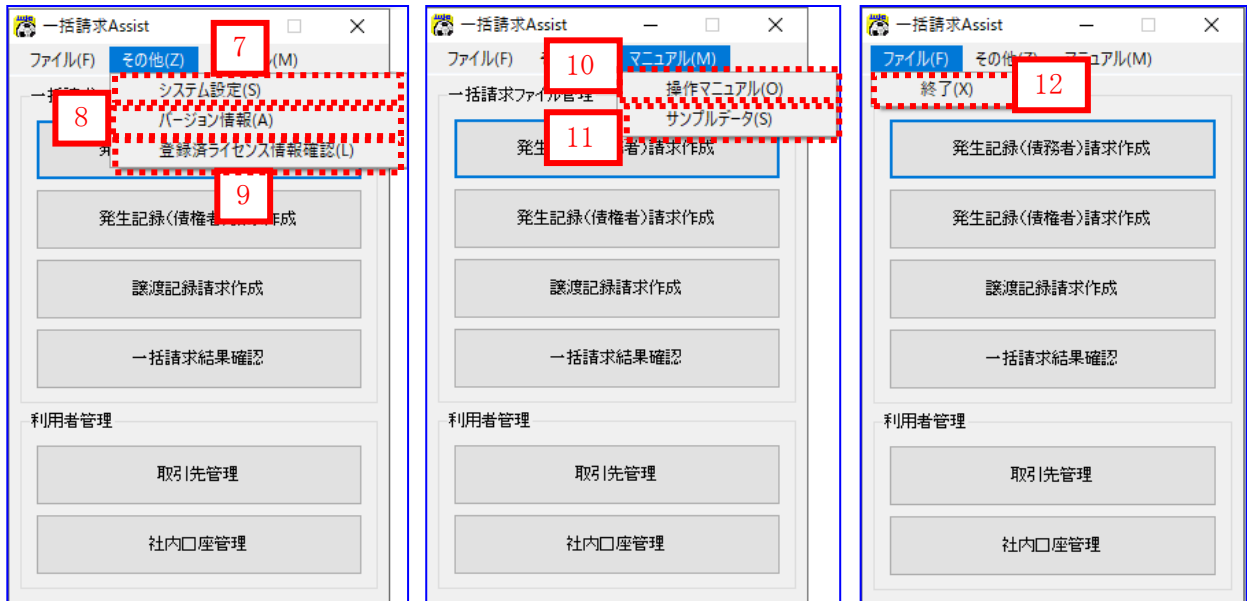 一括請求Assist
ファイル(F) その他(Z) (M)
7
システム設定(S)
8
バージョン情報(A)
登録済ライセンス情報確認(L)
9
発生記録(債権者) 作成
譲渡記録請求作成
一括請求結果確認
利用者管理
取引先管理
社内口座管理
一括請求Assist
ファイル(F) マニュアル(M)
10
一括請求ファイル管理
操作マニュアル(O)
サンプルデータ(S)
11
発生 者)請求作成
発生記録(債権者)請求作成
譲渡記録請求作成
一括請求結果確認
利用者管理
取引先管理
社内口座管理
一括請求Assist
ファイル(F) その他(Z) マニュアル(M)
終了(X)
12
発生記録(債務者)請求作成
発生記録(債権者)請求作成
譲渡記録請求作成
一括請求結果確認
利用者管理
取引先管理
社内口座管理